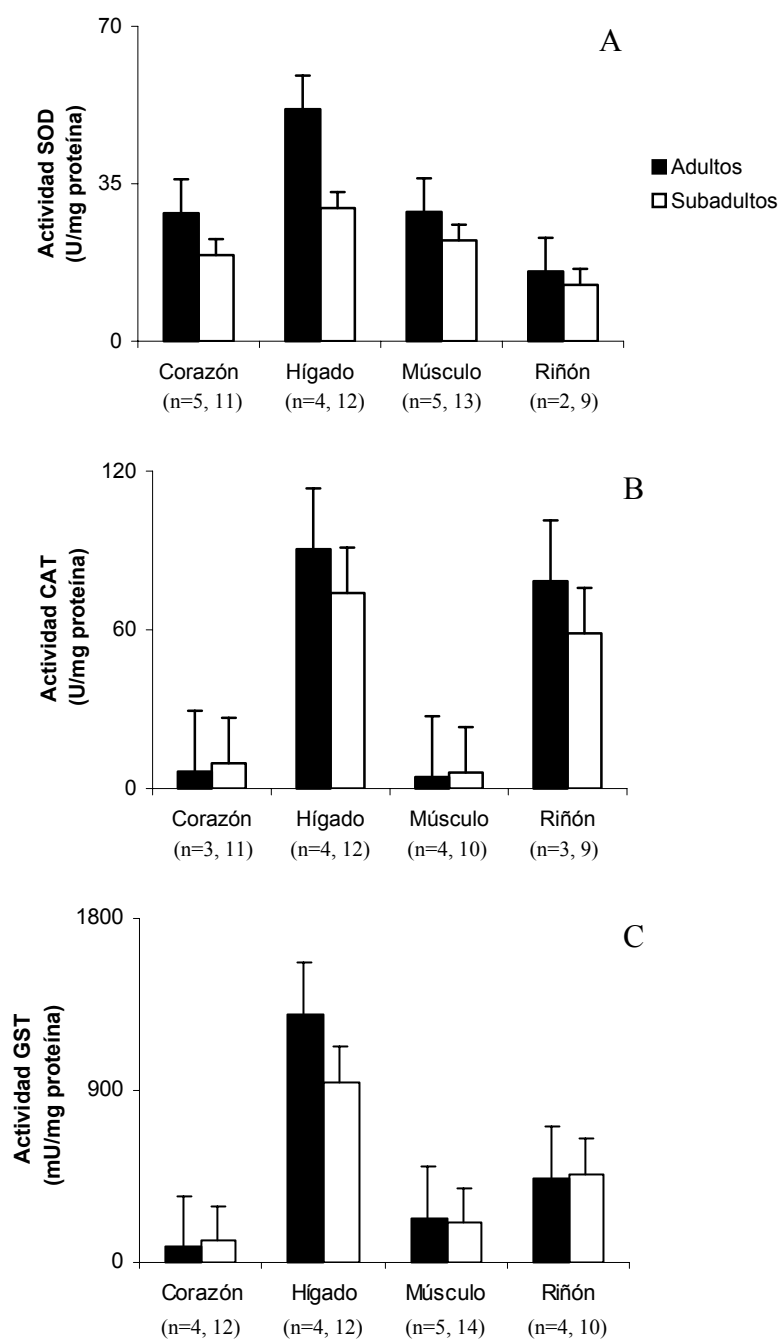 70
A
Actividad SOD
(U/mg proteína)
Adultos
35
Subadultos
0
Corazón Hígado Músculo Riñón
(n=5, 11) (n=4, 12) (n=5, 13) (n=2, 9)
120
B
Actividad CAT
(U/mg proteína)
60
0
Corazón Hígado Músculo Riñón
(n=3, 11) (n=4, 12) (n=4, 10) (n=3, 9)
1800
C
Actividad GST
(mU/mg proteína)
900
0
Corazón Hígado Músculo Riñón
(n=4, 12) (n=4, 12) (n=5, 14) (n=4, 10)